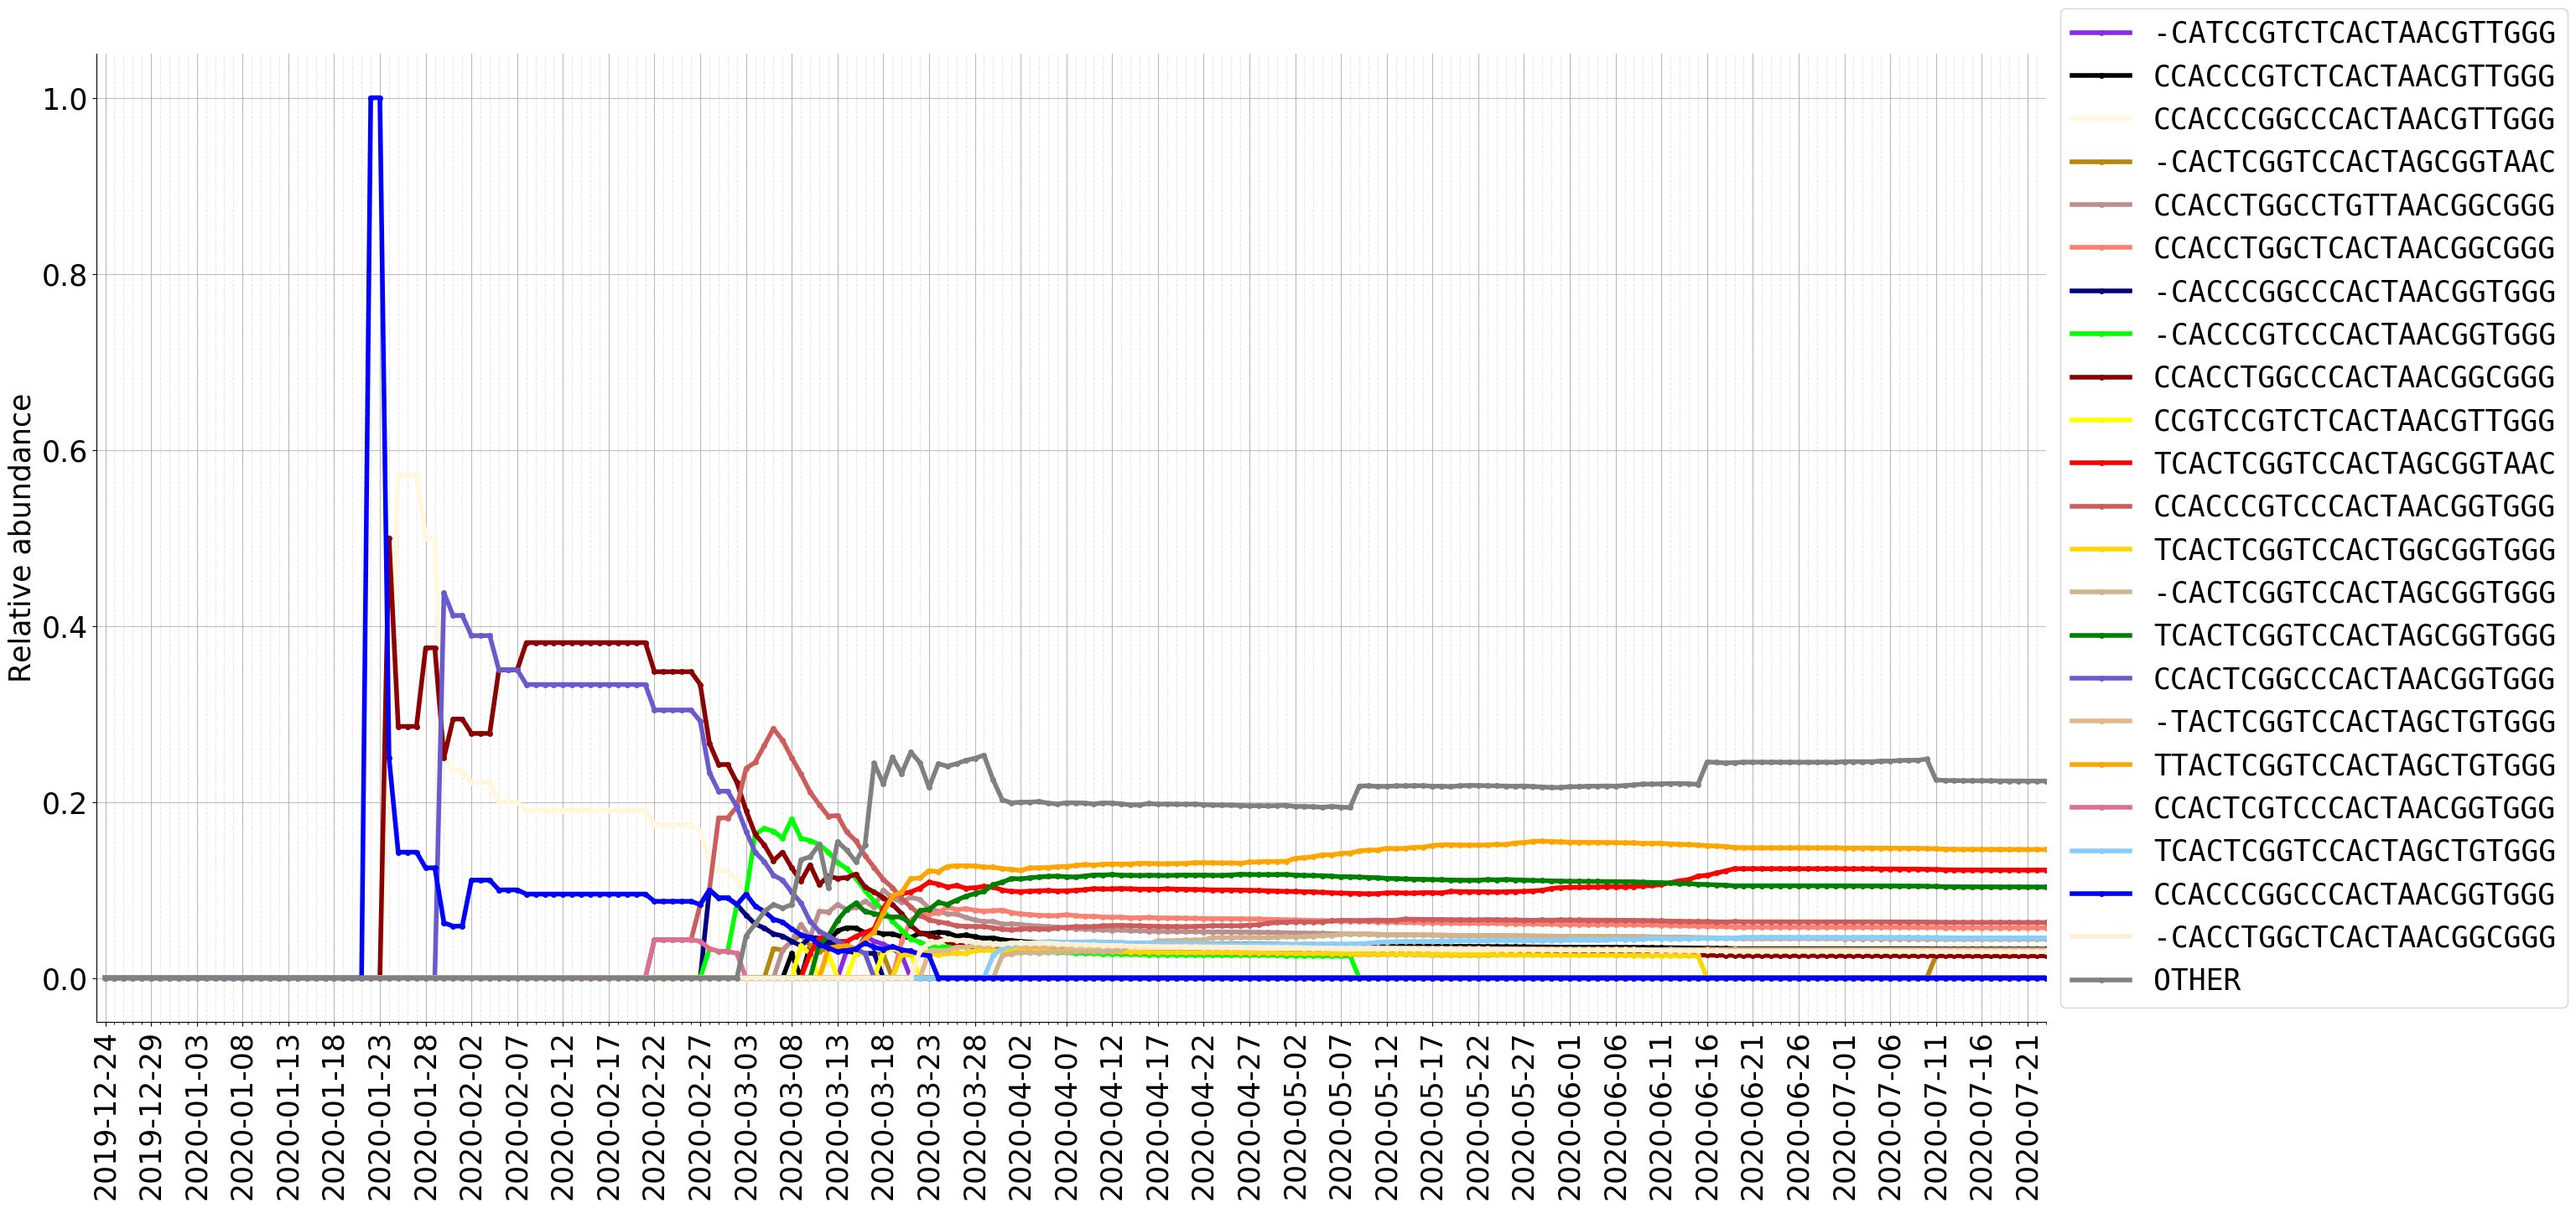 Relative abundance
1.0
0.8
0.6
0.4
0.2
0.0
2019-12-24
2019-12-29
2020-01-03
2020-01-08
2020-01-13
2020-01-18
2020-01-23
2020-01-28
2020-02-02
2020-02-07
2020-02-12
2020-02-17
2020-02-22
2020-02-27
2020-03-03
2020-03-08
2020-03-13
2020-03-18
2020-03-23
2020-03-28
2020-04-02
2020-04-07
2020-04-12
2020-04-17
2020-04-22
2020-04-27
2020-05-02
2020-05-07
2020-05-12
2020-05-17
2020-05-22
2020-05-27
2020-06-01
2020-06-06
2020-06-11
2020-06-16
2020-06-21
2020-06-26
2020-07-01
2020-07-06
2020-07-11
2020-07-16
2020-07-21
-CATCCGTCTCACTAACGTTGGG
CCACCCGTCTCACTAACGTTGGG
CCACCCGGCCCACTAACGTTGGG
-CACTCGGTCCACTAGCGGTAAC
CCACCTGGCCTGTTAACGGCGGG
CCACCTGGCTCACTAACGGCGGG
-CACCCGGCCCACTAACGGTGGG
-CACCCGTCCCACTAACGGTGGG
CCACCTGGCCCACTAACGGCGGG
CCGTCCGTCTCACTAACGTTGGG
TCACTCGGTCCACTAGCGGTAAC
CCACCCGTCCCACTAACGGTGGG
TCACTCGGTCCACTGGCGGTGGG
-CACTCGGTCCACTAGCGGTGGG
TCACTCGGTCCACTAGCGGTGGG
CCACTCGGCCCACTAACGGTGGG
-TACTCGGTCCACTAGCTGTGGG
TTACTCGGTCCACTAGCTGTGGG
CCACTCGTCCCACTAACGGTGGG
TCACTCGGTCCACTAGCTGTGGG
CCACCCGGCCCACTAACGGTGGG
-CACCTGGCTCACTAACGGCGGG
OTHER